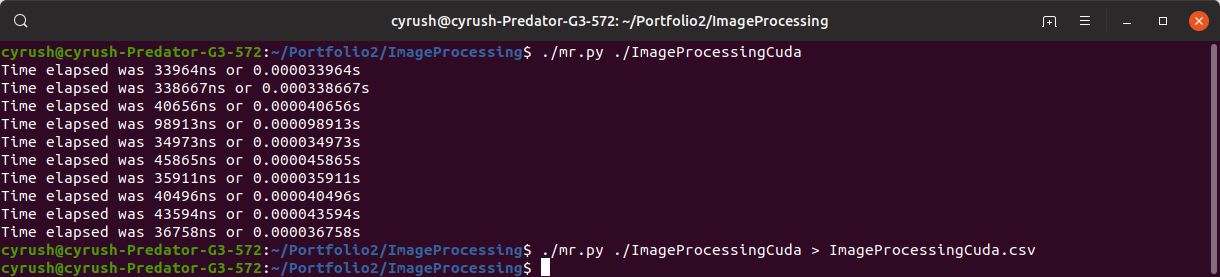 cyrush@cyrush-Predator-G3-572: ~/Portfolio2/ImageProcessing
cyrush@cyrush-Predator-G3-572:~/Portfolio2/ImageProcessing$ ./mr.py ./ImageProcessingCuda
Time elapsed was 33964ns or 0.000033964s
Time elapsed was 338667ns or 0.000338667s
Time elapsed was 40656ns or 0.000040656s
Time elapsed was 98913ns or 0.000098913s
Time elapsed was 34973ns or 0.000034973s
Time elapsed was 45865ns or 0.000045865s
Time elapsed was 35911ns or 0.000035911s
Time elapsed was 40496ns or 0.000040496s
Time elapsed was 43594ns or 0.000043594s
Time elapsed was 36758ns or 0.000036758s
cyrush@cyrush-Predator-G3-572:~/Portfolio2/ImageProcessing$ ./mr.py ./ImageProcessingCuda > ImageProcessingCuda.csv
cyrush@cyrush-Predator-G3-572:~/Portfolio2/ImageProcessing$